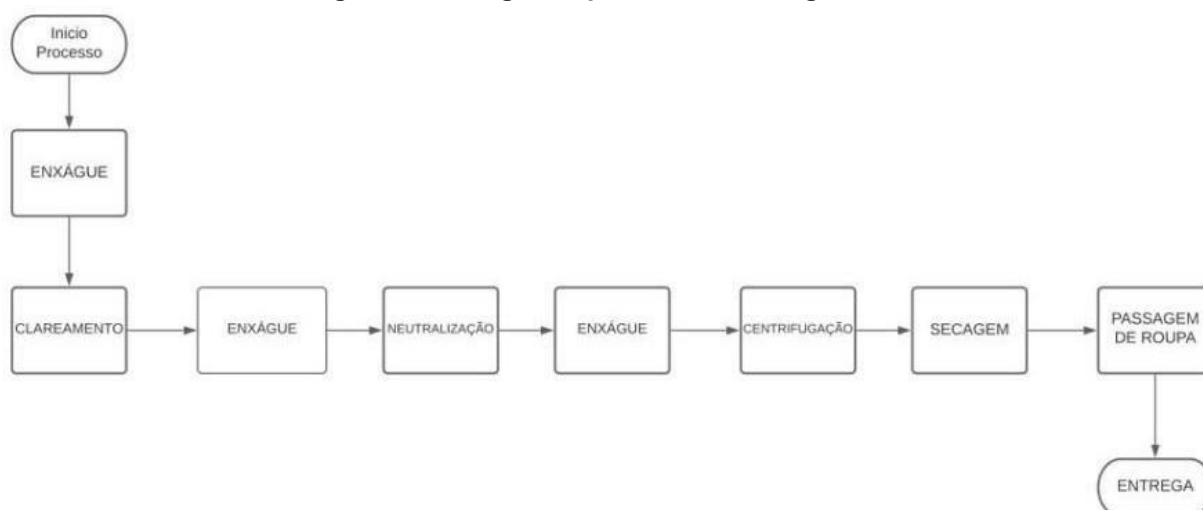 Inicio
Processo
ENXÁGUE
CLAREAMENTO
ENXÁGUE
NEUTRALIZAÇÃO
ENXÁGUE
CENTRIFUGAÇÃO
SECAGEM
PASSAGEM
DE ROUPA
ENTREGA